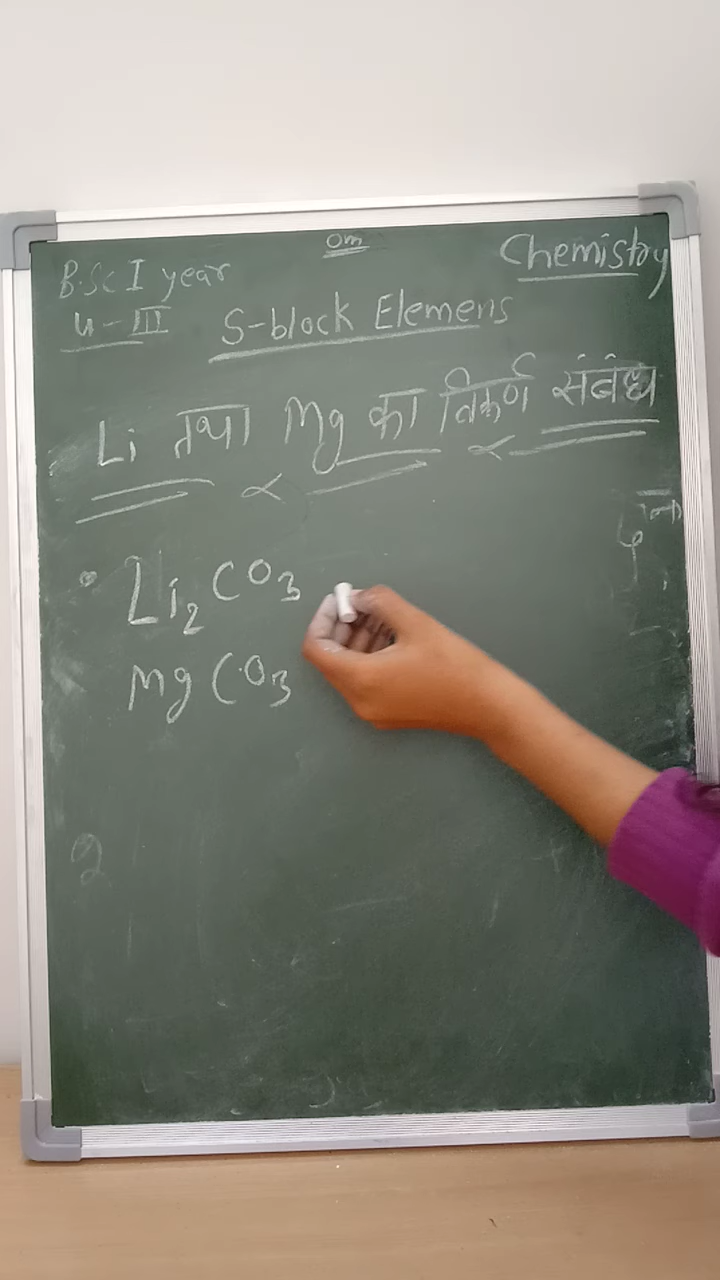 Om
B.Sc I year
Chemistry
U-III
S-block Elemens
Li तथा Mg का विकर्ण संबंध
Li₂CO₃
MgCO₃